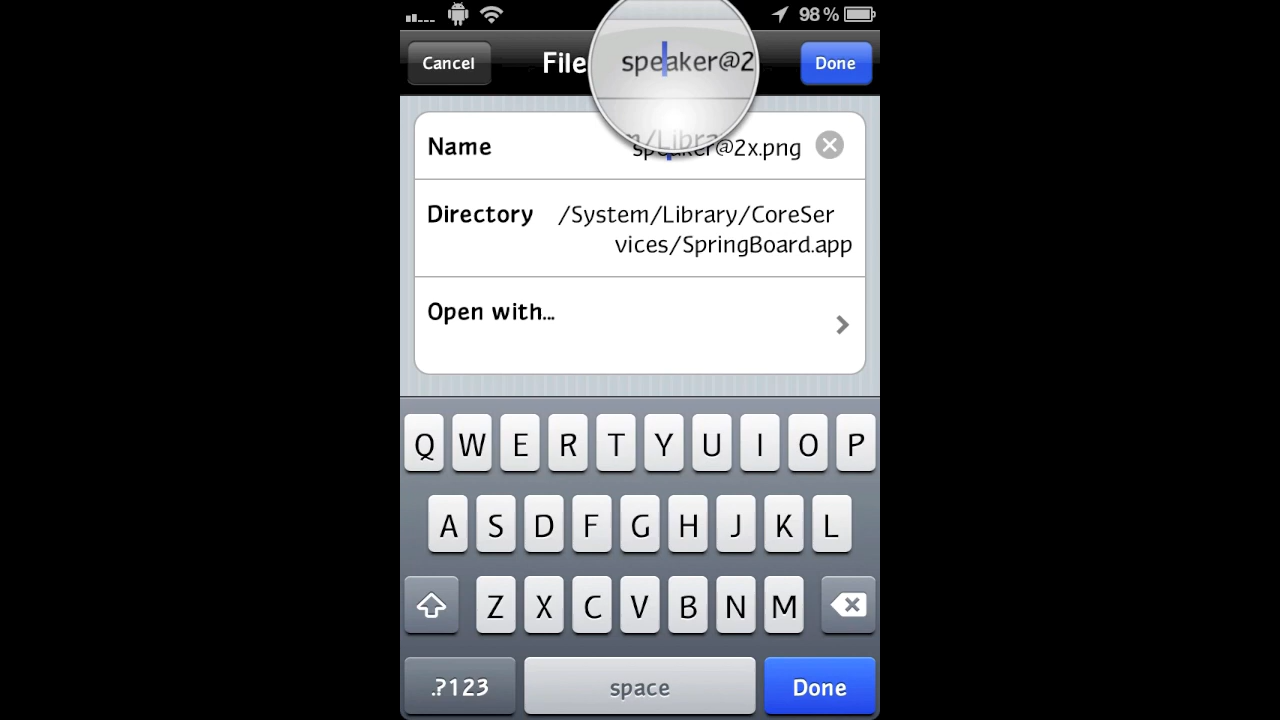 98 %
Cancel
File
speaker@2
Done
m/Libra
Name
speaker@2x.png
Directory
/System/Library/CoreSer
vices/SpringBoard.app
Open with...
Q W E R T Y U I O P
A S D F G H J K L
Z X C V B N M
.?123
space
Done